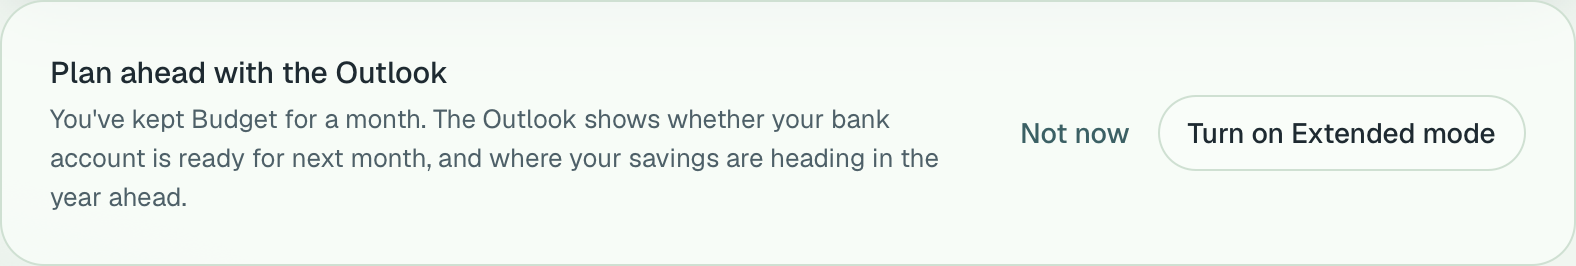 Plan ahead with the Outlook
You've kept Budget for a month. The Outlook shows whether your bank
account is ready for next month, and where your savings are heading in the
year ahead.
Not now
Turn on Extended mode